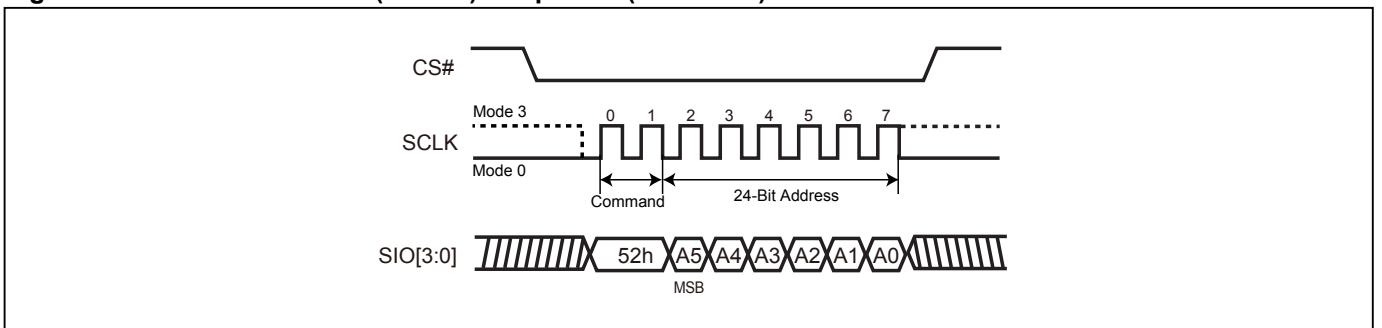 CS#
Mode 3
0 1 2 3 4 5 6 7
SCLK
Mode 0
Command
24-Bit Address
SIO[3:0]
52h A5 A4 A3 A2 A1 A0
MSB